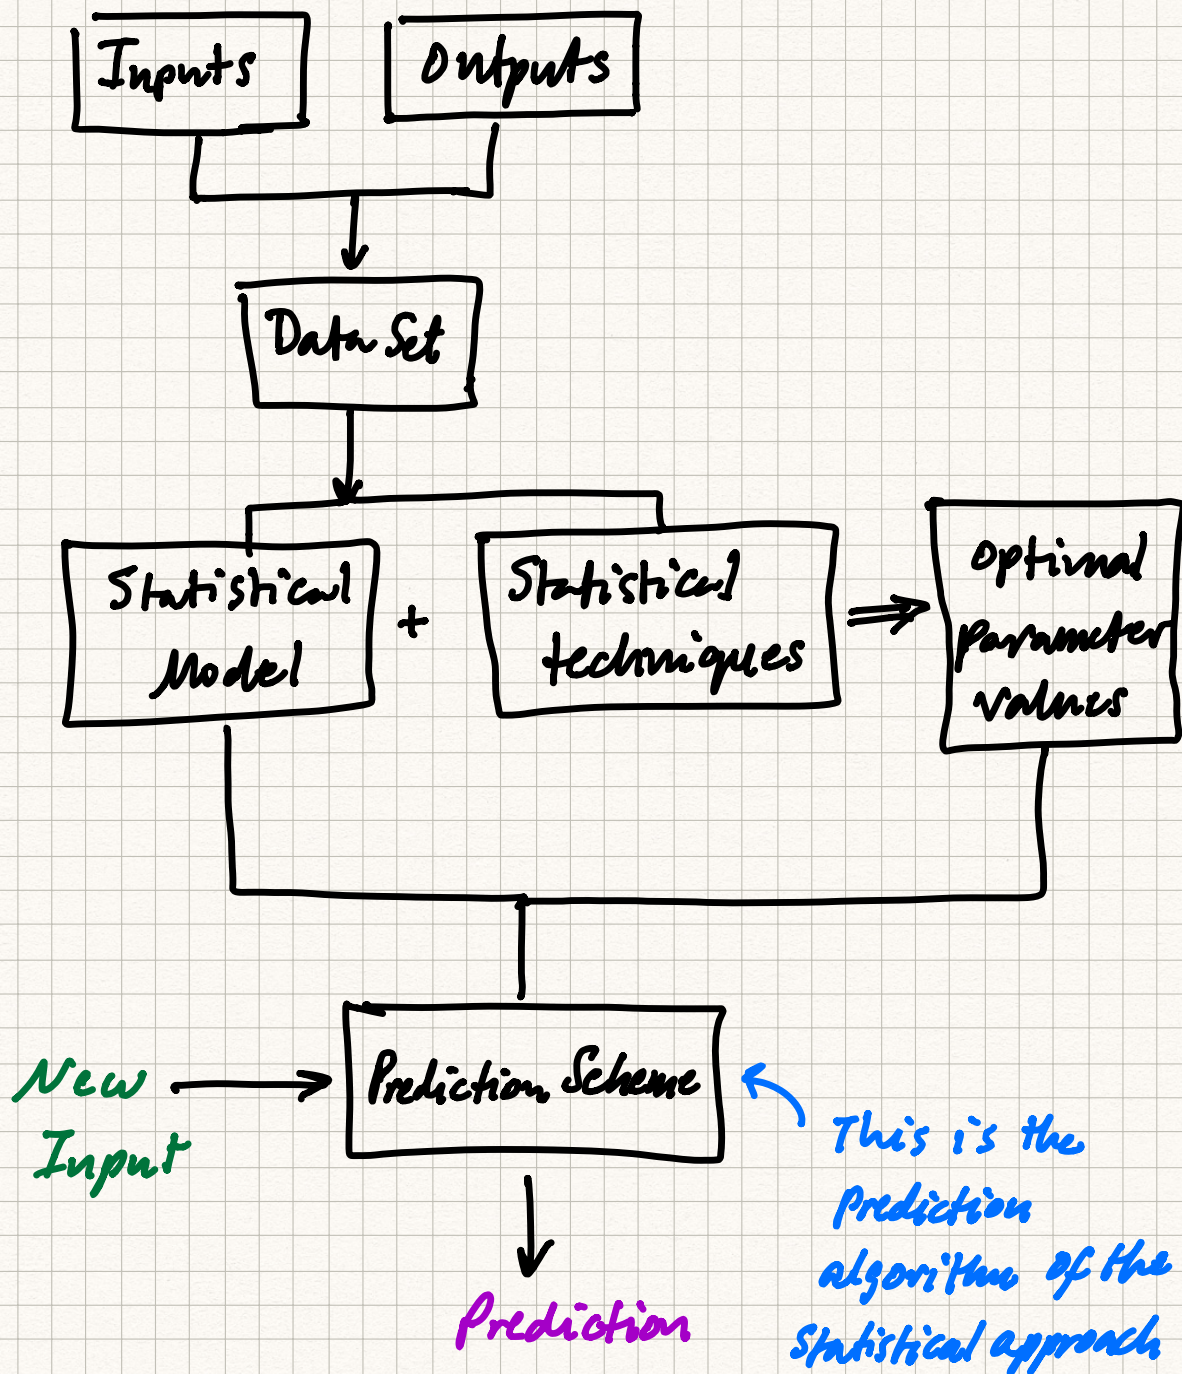 Inputs
Outputs
Data Set
Statistical
Model
+
Statistical
techniques
Optimal
parameter
values
New
Input
Prediction Scheme
This is the
prediction
algorithm of the
statistical approach
Prediction